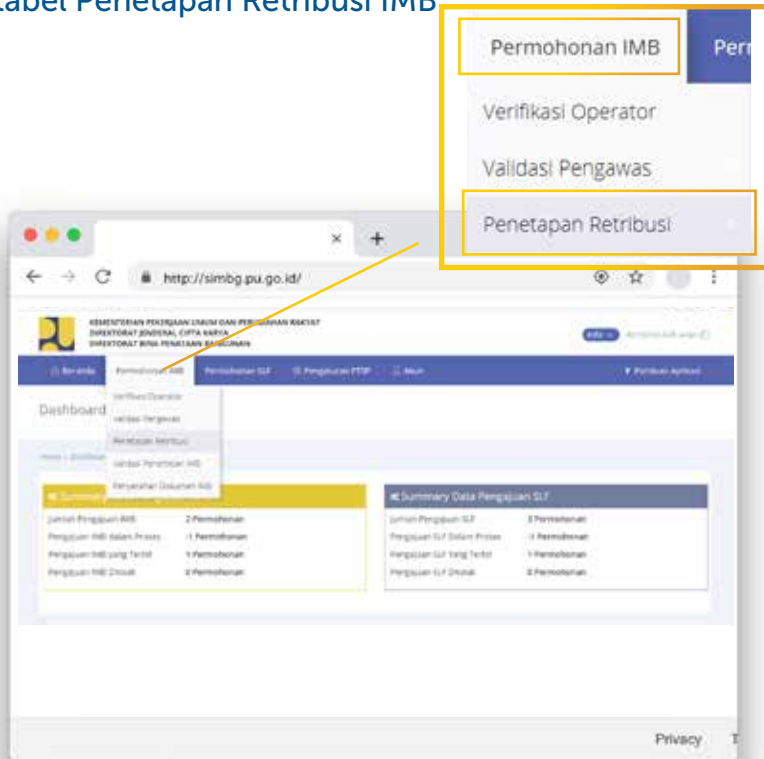 tabel Penetapan Retribusi IMB
Permohonan IMB
Verifikasi Operator
Validasi Pengawas
Penetapan Retribusi
http://simbg.pu.go.id/
KEMENTERIAN PEKERJAAN UMUM DAN PERUMAHAN RAKYAT
DIREKTORAT JENDERAL CIPTA KARYA
DIREKTORAT BINA PENATAAN BANGUNAN
Beranda Permohonan IMB Permohonan SLF Pengaturan PTSP Akun Panduan Aplikasi
Dashboard
Verifikasi Operator
Validasi Pengawas
Penetapan Retribusi
Validasi Penerbitan IMB
Penyerahan Dokumen IMB
Summary Data Pengajuan SLF
Jumlah Pengajuan IMB 2 Permohonan
Pengajuan IMB dalam Proses -1 Permohonan
Pengajuan IMB yang Terbit 1 Permohonan
Pengajuan IMB Ditolak 0 Permohonan
Jumlah Pengajuan SLF 3 Permohonan
Pengajuan SLF Dalam Proses -1 Permohonan
Pengajuan SLF Yang Terbit 1 Permohonan
Pengajuan SLF Ditolak 0 Permohonan
Privacy